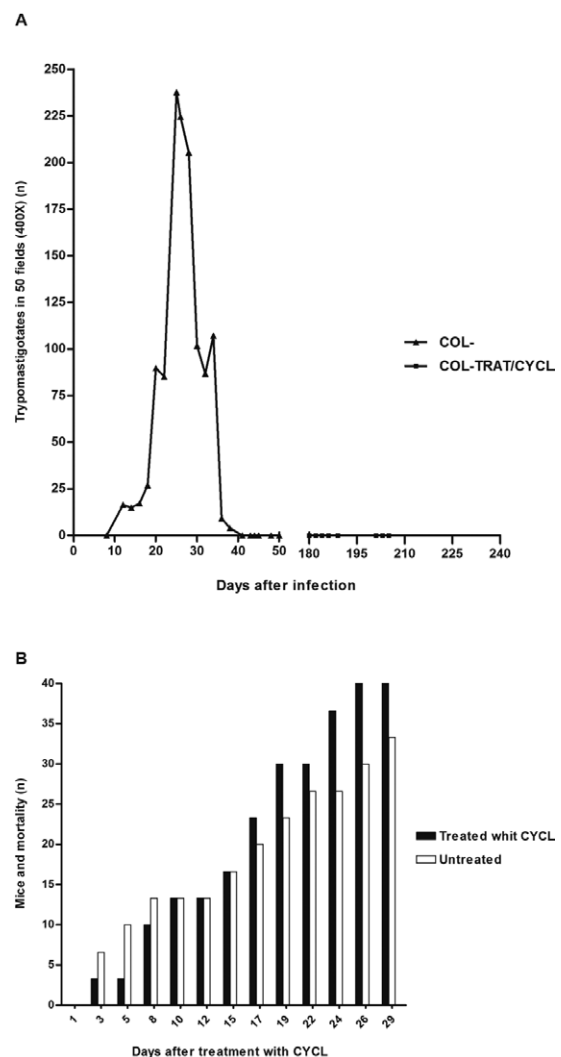 A
Trypomastigotates in 50 fields (400X) (n)
250
225
200
175
150
125
100
75
50
25
0
0 10 20 30 40 50 180 195 210 225 240
Days after infection
COL-
COL-TRAT/CYCL
B
Mice and mortality (n)
40
35
30
25
20
15
10
5
0
1 3 5 8 10 12 15 17 19 22 24 26 29
Days after treatment with CYCL
Treated whit CYCL
Untreated